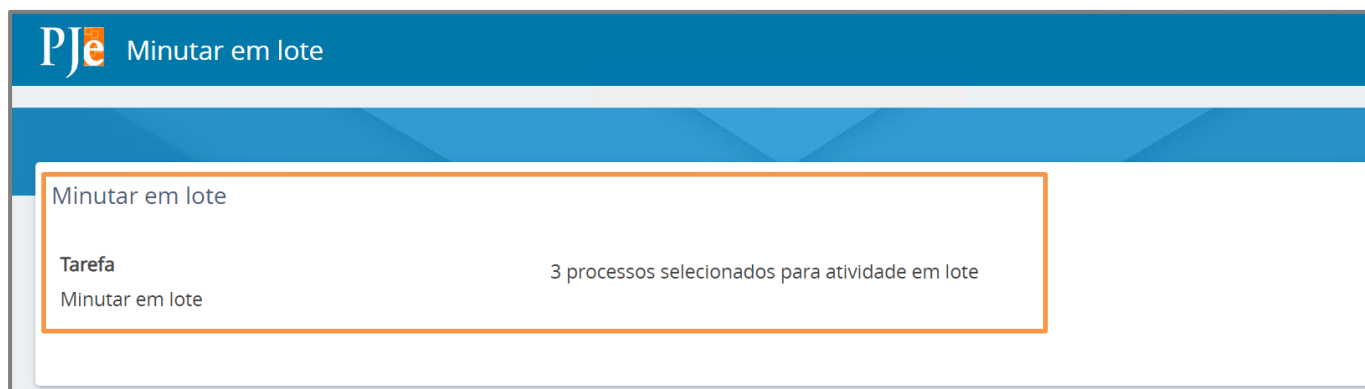 PJe Minutar em lote
Minutar em lote
Tarefa
3 processos selecionados para atividade em lote
Minutar em lote